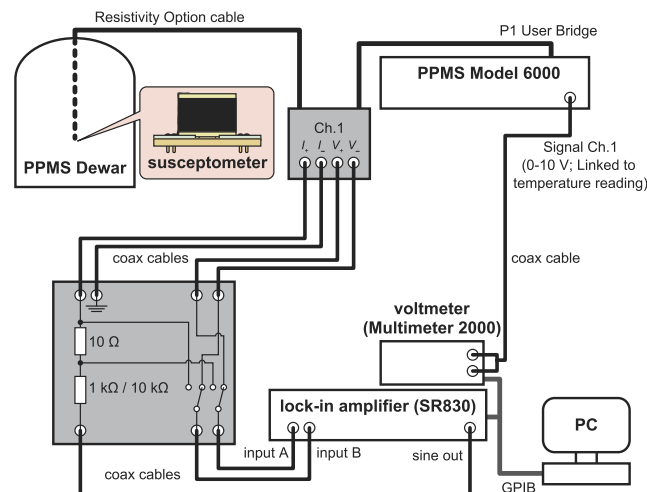 Resistivity Option cable
P1 User Bridge
PPMS Model 6000
Ch.1
I+ I− V+ V−
PPMS Dewar
susceptometer
Signal Ch.1
(0-10 V; Linked to
temperature reading)
coax cables
coax cable
voltmeter
(Multimeter 2000)
10 Ω
1 kΩ / 10 kΩ
lock-in amplifier (SR830)
PC
input A
input B
sine out
coax cables
GPIB